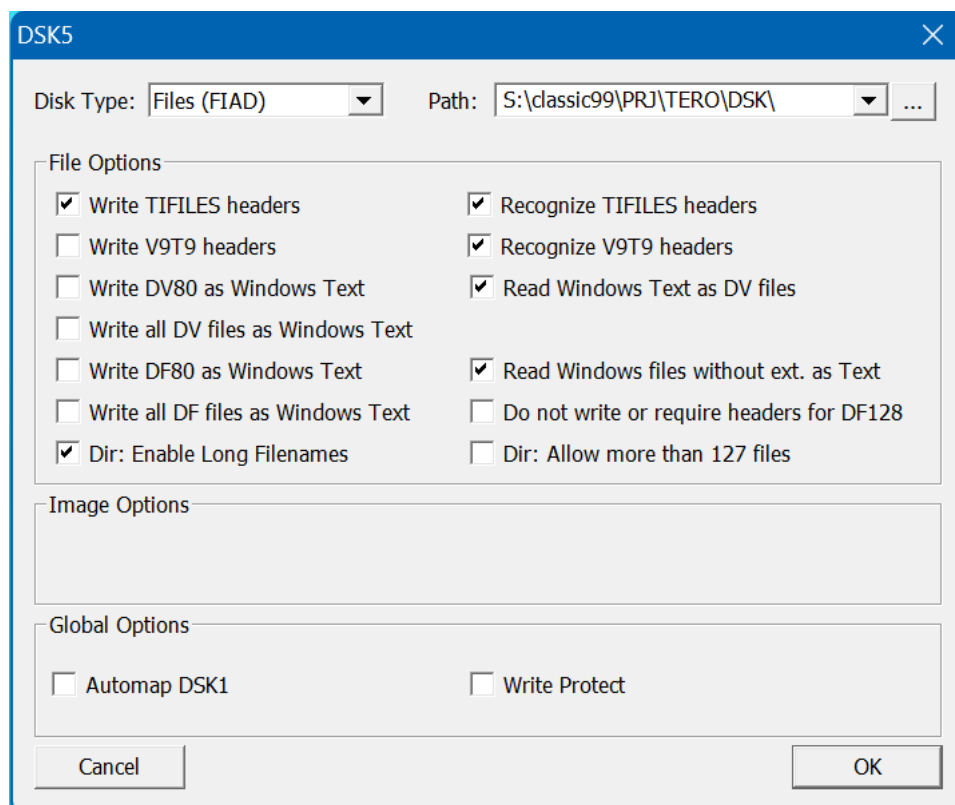 DSK5
Disk Type: Files (FIAD) Path: S:\classic99\PRJ\TERO\DSK\ ...
File Options
Write TIFILES headers Recognize TIFILES headers
Write V9T9 headers Recognize V9T9 headers
Write DV80 as Windows Text Read Windows Text as DV files
Write all DV files as Windows Text
Write DF80 as Windows Text Read Windows files without ext. as Text
Write all DF files as Windows Text Do not write or require headers for DF128
Dir: Enable Long Filenames Dir: Allow more than 127 files
Image Options
Global Options
Automap DSK1 Write Protect
Cancel OK